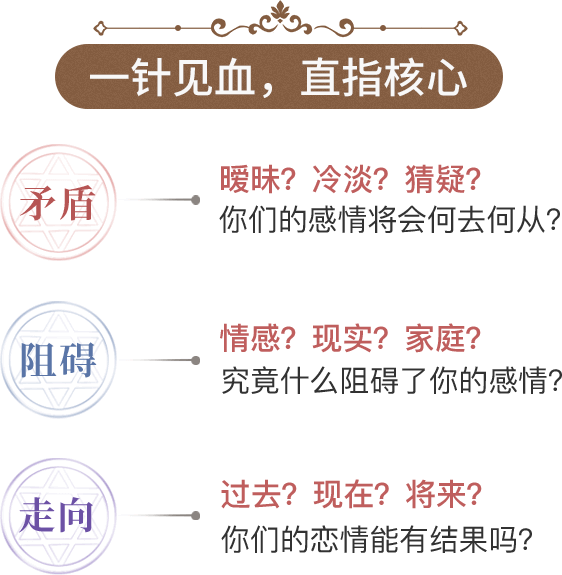 一针见血，直指核心
矛盾
暧昧？冷淡？猜疑？
你们的感情将会何去何从？
阻碍
情感？现实？家庭？
究竟什么阻碍了你的感情？
走向
过去？现在？将来？
你们的恋情能有结果吗？